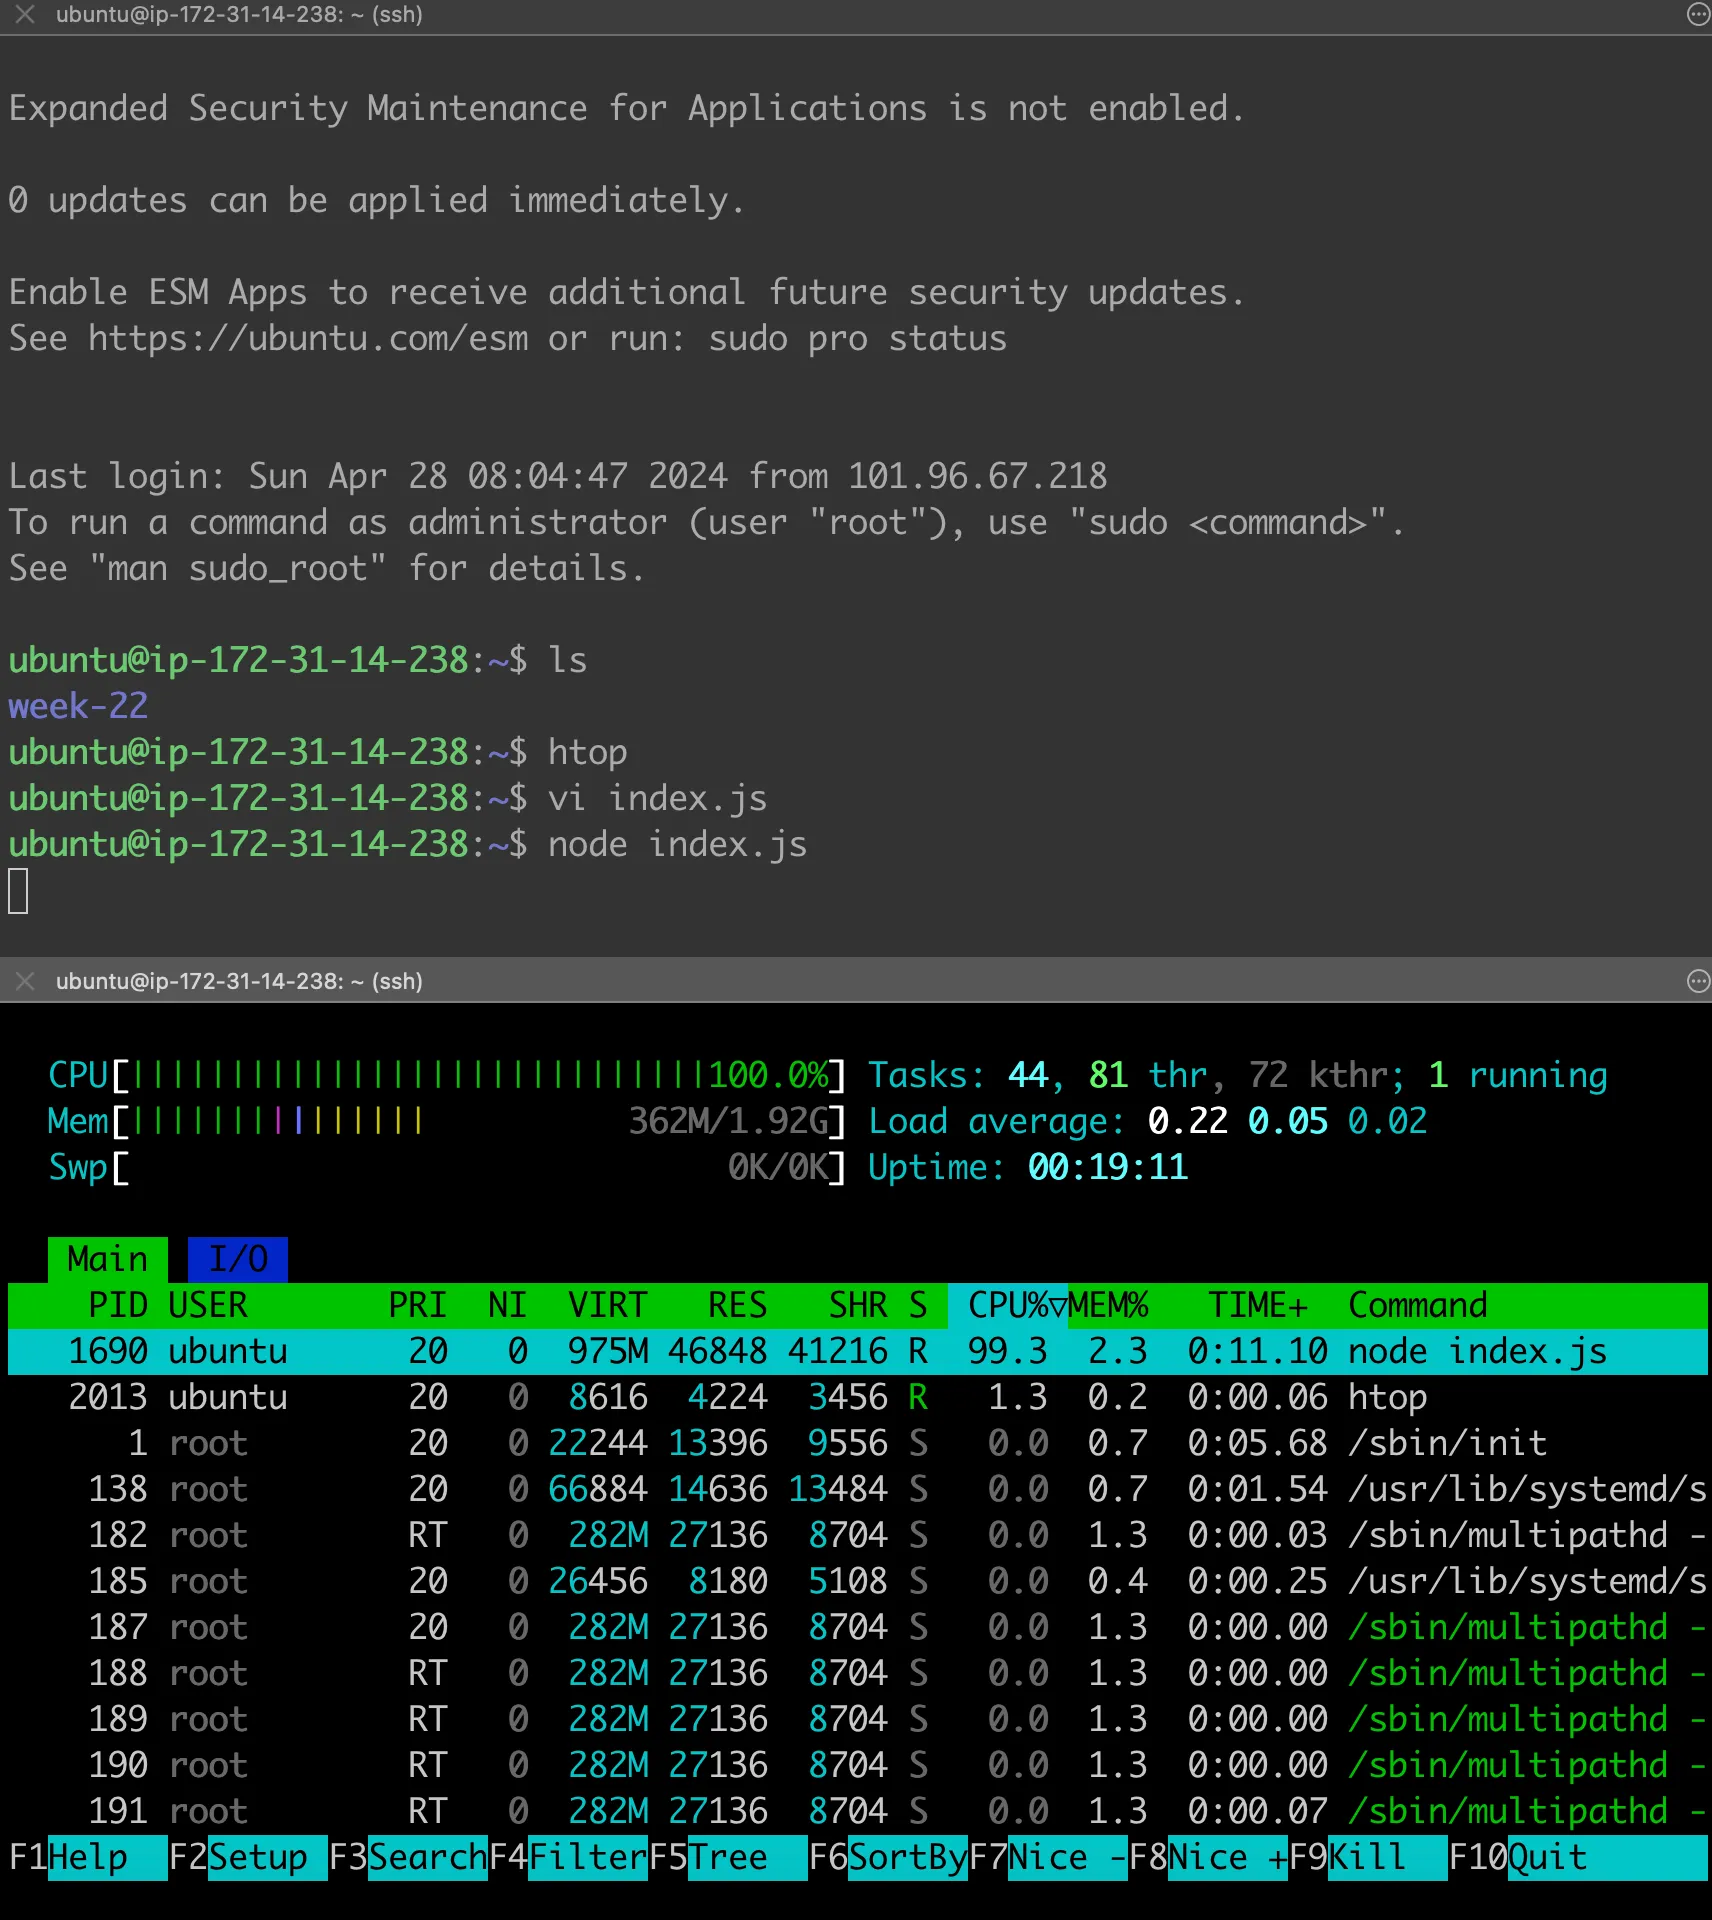 ubuntu@ip-172-31-14-238: ~ (ssh)
Expanded Security Maintenance for Applications is not enabled.
0 updates can be applied immediately.
Enable ESM Apps to receive additional future security updates.
See https://ubuntu.com/esm or run: sudo pro status
Last login: Sun Apr 28 08:04:47 2024 from 101.96.67.218
To run a command as administrator (user "root"), use "sudo <command>".
See "man sudo_root" for details.
ubuntu@ip-172-31-14-238:~$ ls
week-22
ubuntu@ip-172-31-14-238:~$ htop
ubuntu@ip-172-31-14-238:~$ vi index.js
ubuntu@ip-172-31-14-238:~$ node index.js
ubuntu@ip-172-31-14-238: ~ (ssh)
CPU[|||||||||||||||||||||||||||||100.0%] Tasks: 44, 81 thr, 72 kthr; 1 running
Mem[||||||||||||||| 362M/1.92G] Load average: 0.22 0.05 0.02
Swp[ 0K/0K] Uptime: 00:19:11
Main I/O
PID USER PRI NI VIRT RES SHR S CPU%▽MEM% TIME+ Command
1690 ubuntu 20 0 975M 46848 41216 R 99.3 2.3 0:11.10 node index.js
2013 ubuntu 20 0 8616 4224 3456 R 1.3 0.2 0:00.06 htop
1 root 20 0 22244 13396 9556 S 0.0 0.7 0:05.68 /sbin/init
138 root 20 0 66884 14636 13484 S 0.0 0.7 0:01.54 /usr/lib/systemd/s
182 root RT 0 282M 27136 8704 S 0.0 1.3 0:00.03 /sbin/multipathd -
185 root 20 0 26456 8180 5108 S 0.0 0.4 0:00.25 /usr/lib/systemd/s
187 root 20 0 282M 27136 8704 S 0.0 1.3 0:00.00 /sbin/multipathd -
188 root RT 0 282M 27136 8704 S 0.0 1.3 0:00.00 /sbin/multipathd -
189 root RT 0 282M 27136 8704 S 0.0 1.3 0:00.00 /sbin/multipathd -
190 root RT 0 282M 27136 8704 S 0.0 1.3 0:00.00 /sbin/multipathd -
191 root RT 0 282M 27136 8704 S 0.0 1.3 0:00.07 /sbin/multipathd -
F1Help F2Setup F3SearchF4FilterF5Tree F6SortByF7Nice -F8Nice +F9Kill F10Quit